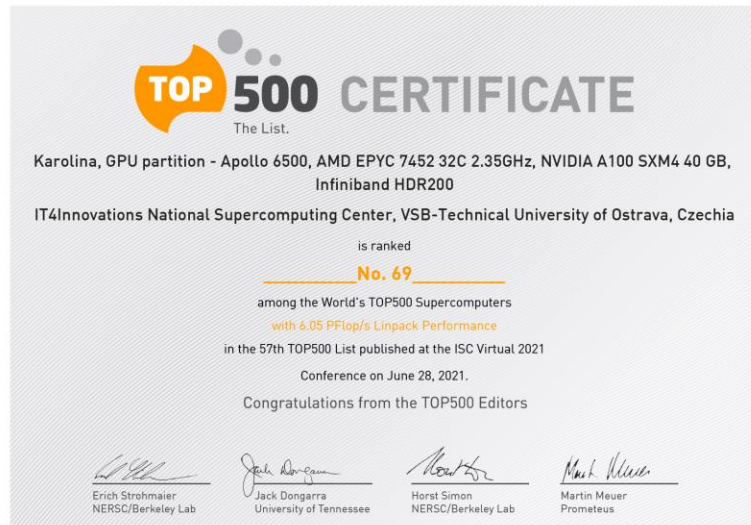 TOP 500 CERTIFICATE
The List.
Karolina, GPU partition - Apollo 6500, AMD EPYC 7452 32C 2.35GHz, NVIDIA A100 SXM4 40 GB,
Infiniband HDR200
IT4Innovations National Supercomputing Center, VSB-Technical University of Ostrava, Czechia
is ranked
No. 69
among the World's TOP500 Supercomputers
with 6.05 PFlop/s Linpack Performance
in the 57th TOP500 List published at the ISC Virtual 2021
Conference on June 28, 2021.
Congratulations from the TOP500 Editors
Erich Strohmaier Jack Dongarra Horst Simon Martin Meuer
NERSC/Berkeley Lab University of Tennessee NERSC/Berkeley Lab Prometeus